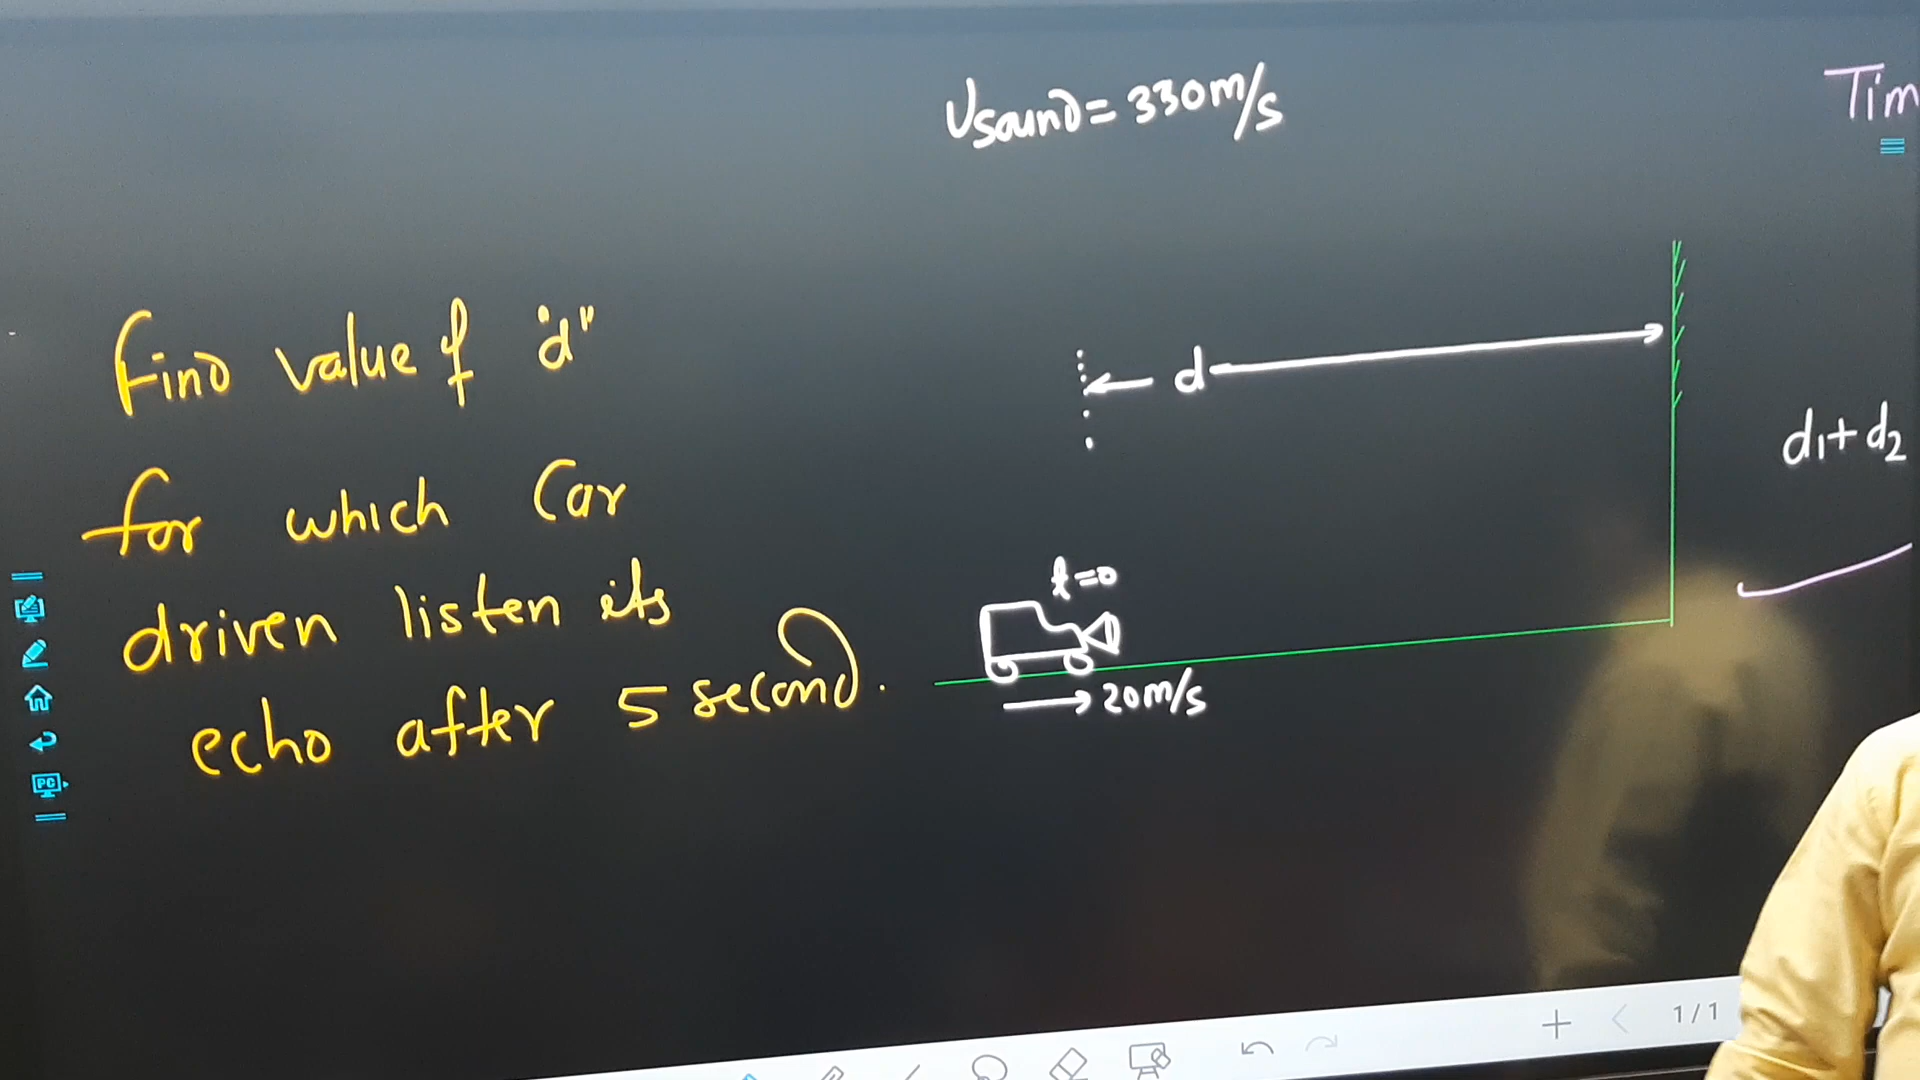 Vsound = 330m/s
Tim
Find value of "d"
for which Car
driven listen its
echo after 5 second.
d
d1+d2
t=0
20m/s
PC
1/1